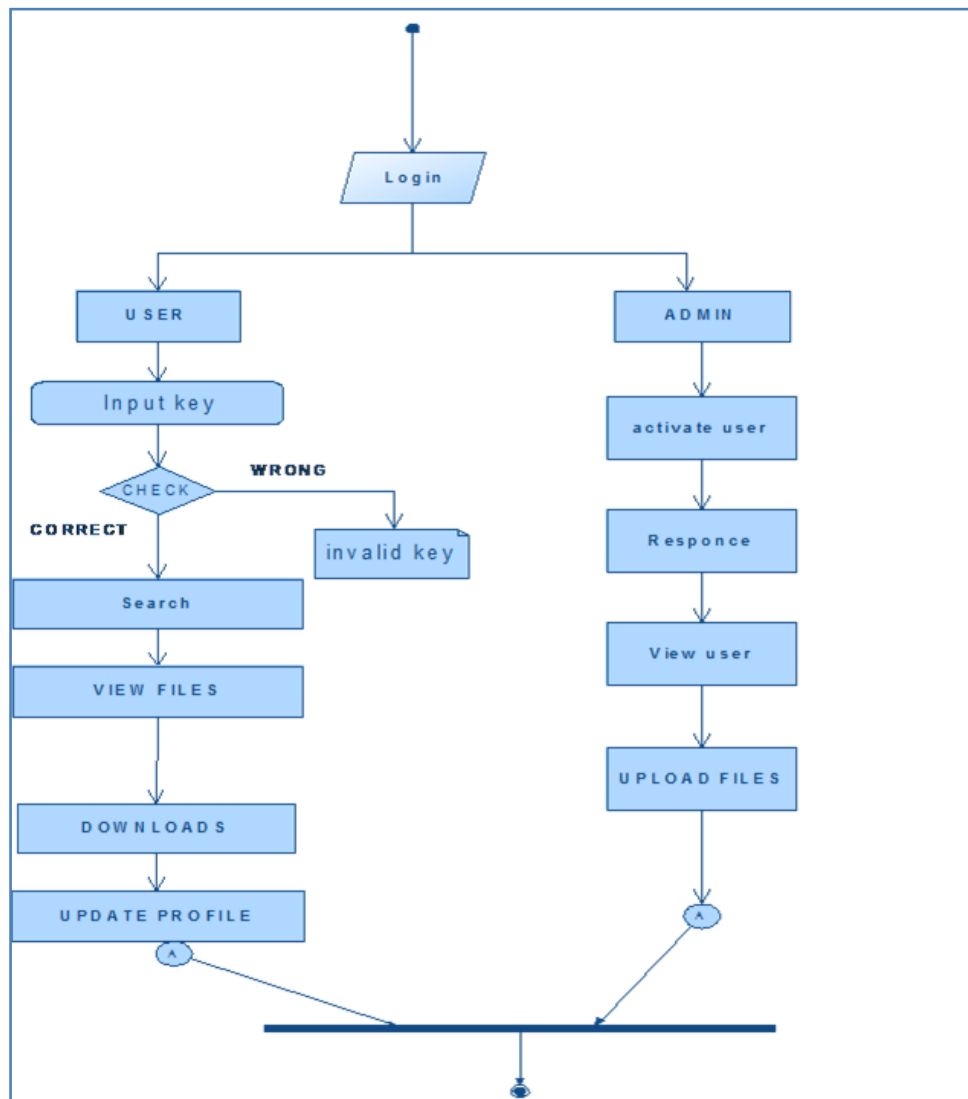 Login
USER
ADMIN
Input key
activate user
WRONG
CHECK
CORRECT
Responce
invalid key
Search
View user
VIEW FILES
UPLOAD FILES
DOWNLOADS
UPDATE PROFILE
A
A